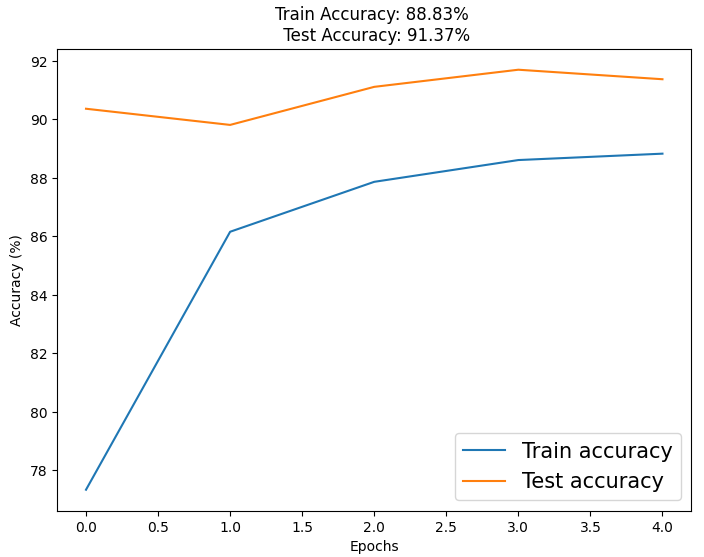 Train Accuracy: 88.83%
Test Accuracy: 91.37%
92
90
88
86
84
82
80
78
Accuracy (%)
0.0 0.5 1.0 1.5 2.0 2.5 3.0 3.5 4.0
Epochs
Train accuracy
Test accuracy